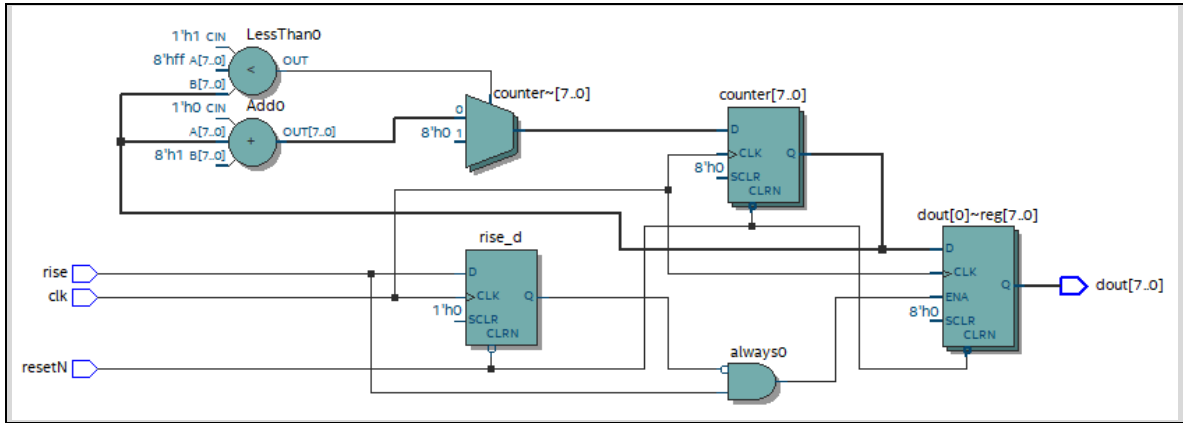 1'h1 CIN LessThan0
8'hff A[7..0] < OUT
B[7..0]
1'h0 CIN Add0
A[7..0] + OUT[7..0]
8'h1 B[7..0]
counter~[7..0]
0
8'h0 1
counter[7..0]
D
CLK Q
8'h0
SCLR
CLRN
dout[0]~reg[7..0]
D
CLK
ENA Q
8'h0
SCLR
CLRN
dout[7..0]
rise_d
rise
D
clk
CLK Q
1'h0
SCLR
CLRN
resetN
always0